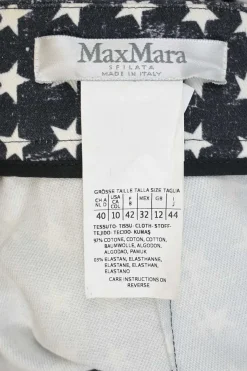 MaxMara
SFILATA
MADE IN ITALY
GRÖSSE TAILLE TALLA SIZE TAGLIA
40 10 42 32 12 44
TESSUTO- TISSU- CLOTH- STOFF-
TEJIDO- TECIDO- KUMAŞ
97% COTONE, COTON, COTTON,
BAUMWOLLE, ALGODON,
ALGODAO, PAMUK
03% ELASTAN, ELASTHANNE,
ELASTANE, ELASTHAN,
ELASTANO
CARE INSTRUCTIONS ON
REVERSE